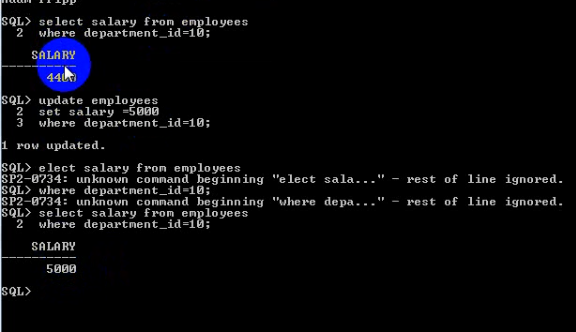 SQL> select salary from employees
2 where department_id=10;
SALARY
----------
4400
SQL> update employees
2 set salary =5000
3 where department_id=10;
1 row updated.
SQL> elect salary from employees
SP2-0734: unknown command beginning "elect sala..." - rest of line ignored.
SQL> where department_id=10;
SP2-0734: unknown command beginning "where depa..." - rest of line ignored.
SQL> select salary from employees
2 where department_id=10;
SALARY
----------
5000
SQL>